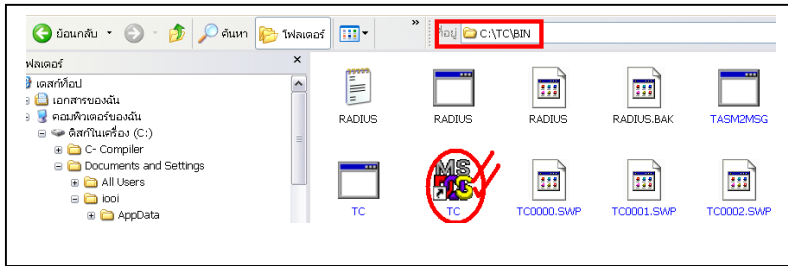 ย้อนกลับ ค้นหา โฟลเดอร์ » ที่อยู่ C:\TC\BIN
ฟลเดอร์ ×
เดสก์ท็อป
เอกสารของฉัน
คอมพิวเตอร์ของฉัน
ดิสก์ในเครื่อง (C:)
C- Compiler
Documents and Settings
All Users
iooi
AppData
RADIUS RADIUS RADIUS RADIUS.BAK TASM2MSG
MS
TC TC TC0000.SWP TC0001.SWP TC0002.SWP